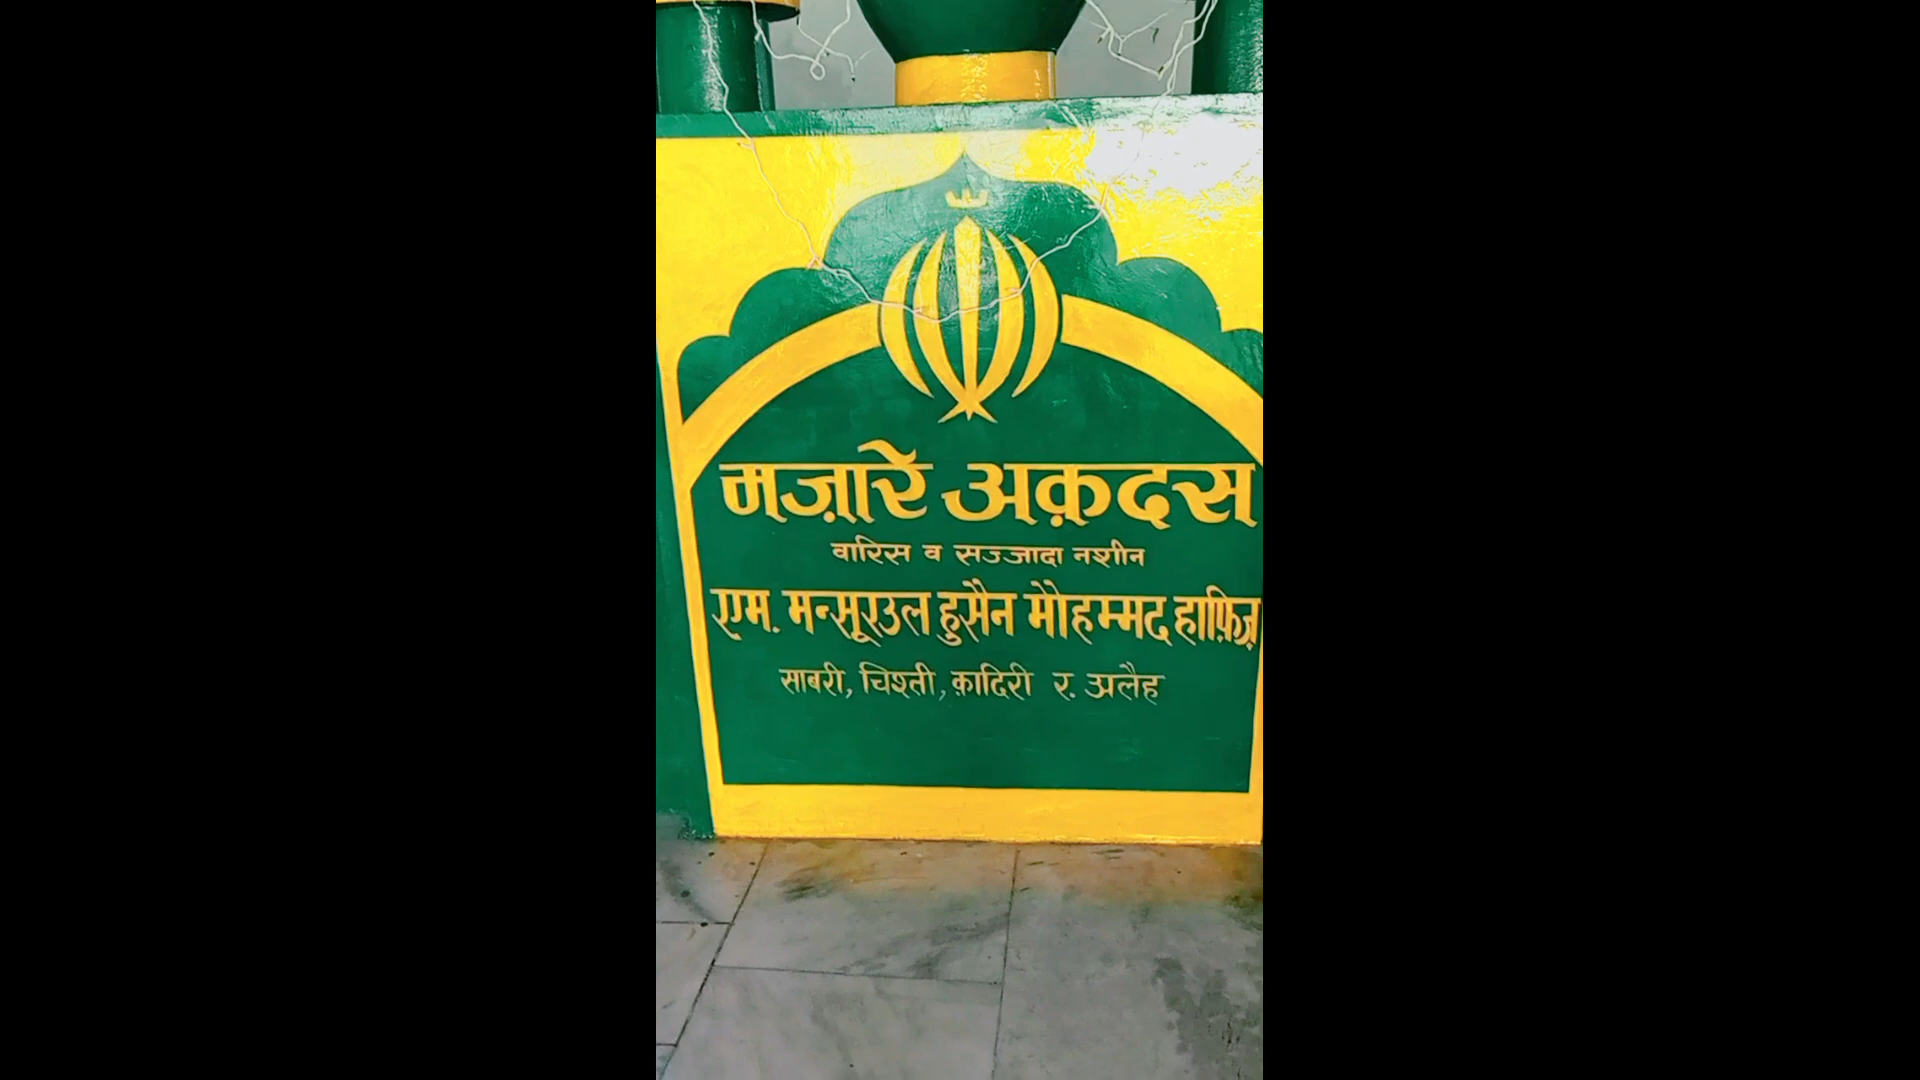 मज़ारे अक़दस
वारिस व सज्जादा नशीन
एम. मन्सूरउल हुसैन मौहम्मद हाफ़िज़
साबरी, चिश्ती, क़ादिरी र. अलैह